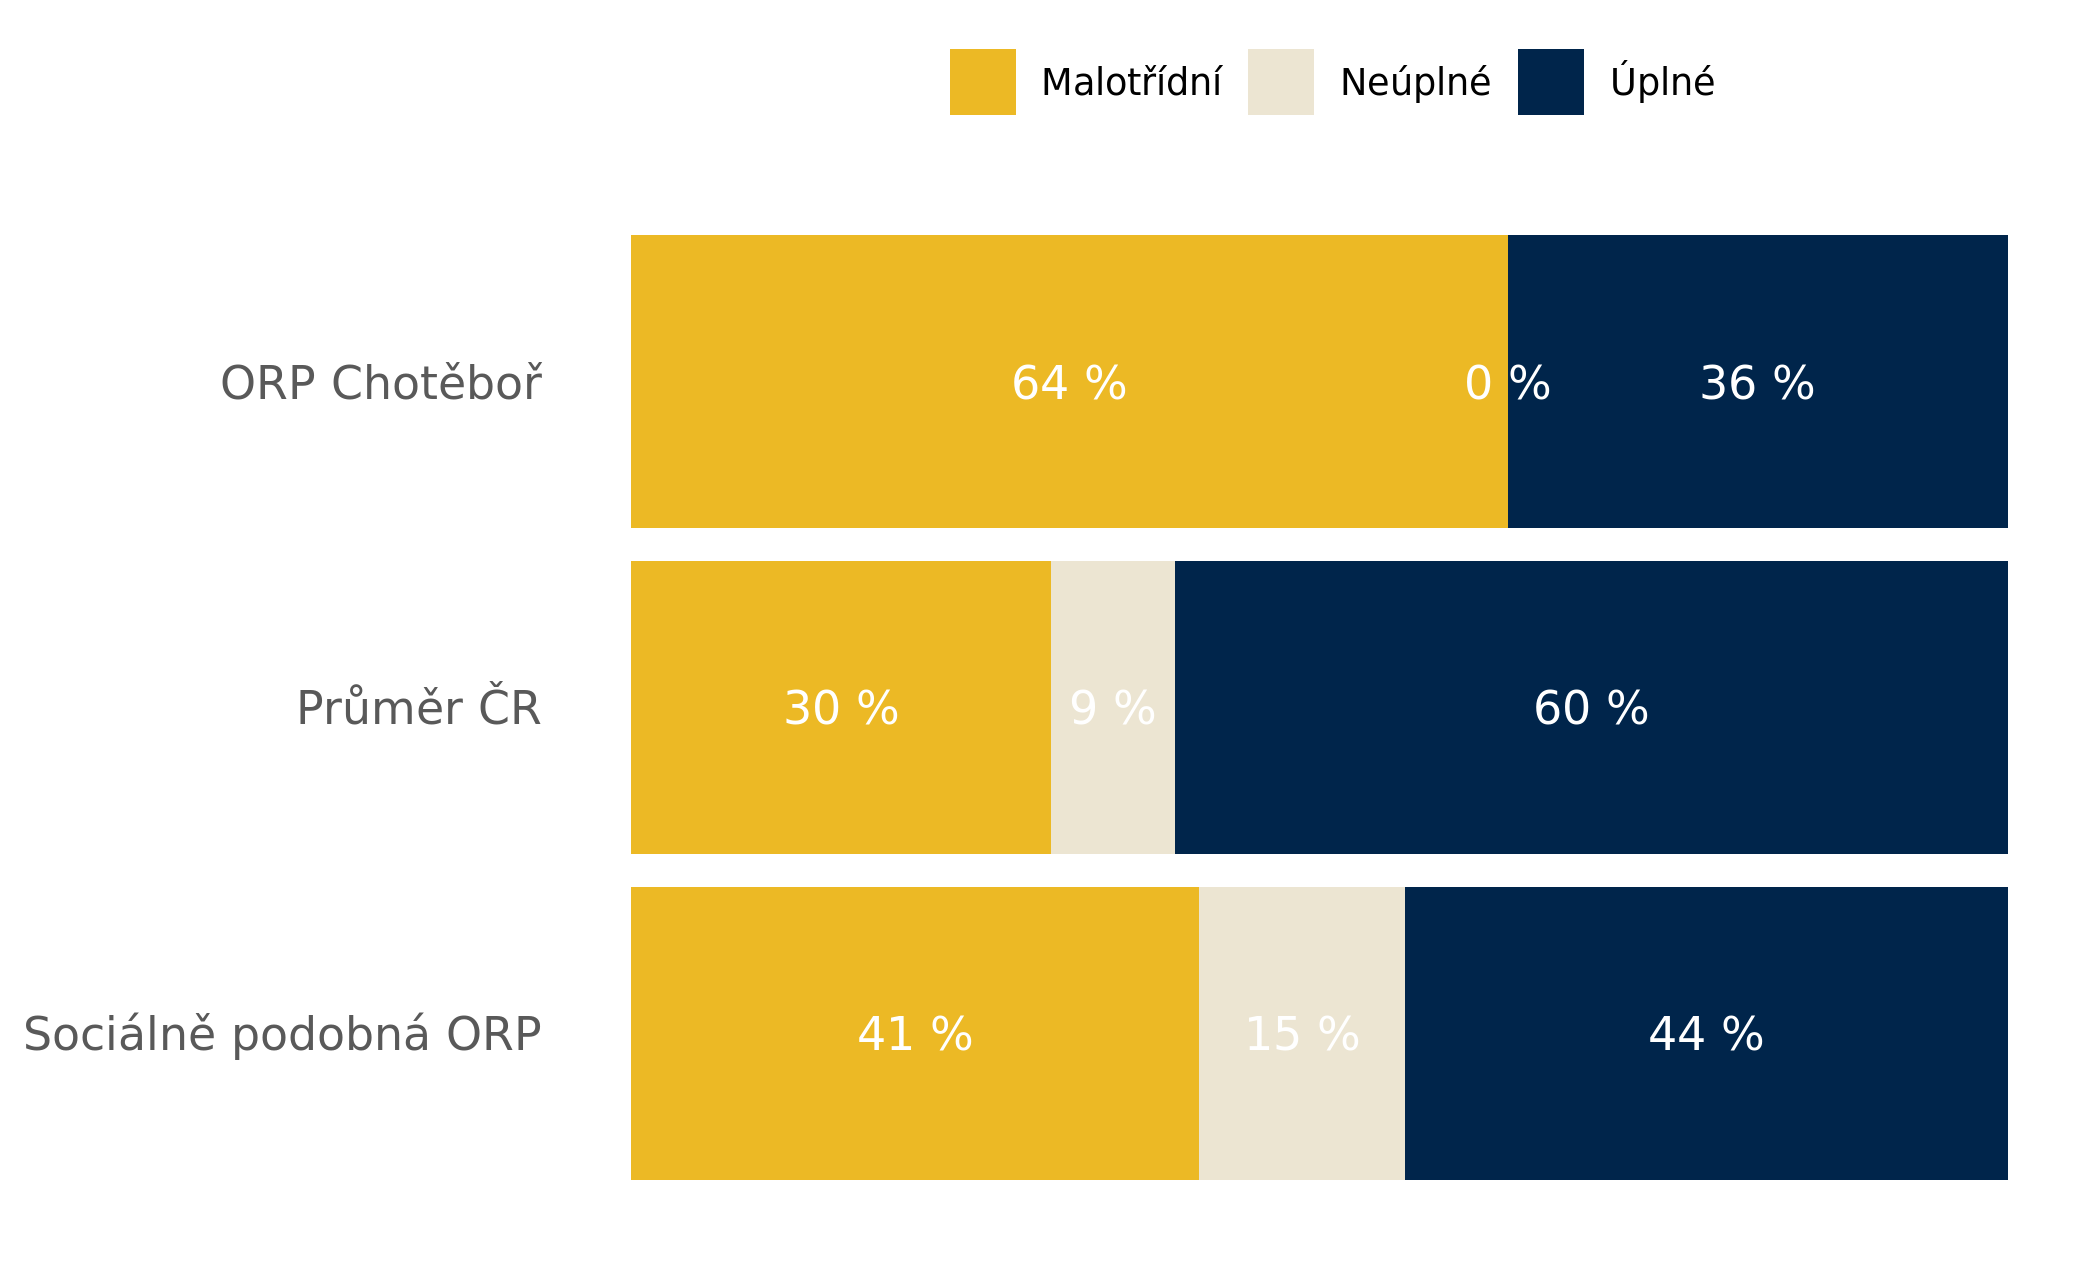 Malotřídní Neúplné Úplné
ORP Chotěboř 64 % 0 % 36 %
Průměr ČR 30 % 9 % 60 %
Sociálně podobná ORP 41 % 15 % 44 %